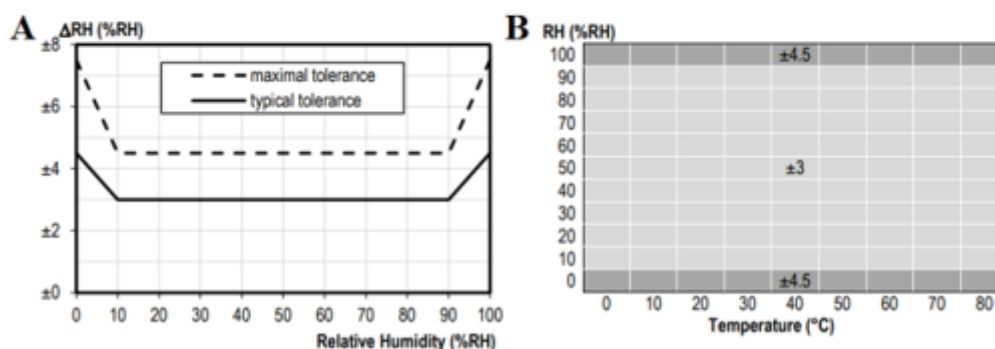 A
ΔRH (%RH)
±8
±6
±4
±2
±0
maximal tolerance
typical tolerance
0 10 20 30 40 50 60 70 80 90 100
Relative Humidity (%RH)
B
RH (%RH)
100
90
80
70
60
50
40
30
20
10
0
±4.5
±3
±4.5
0 10 20 30 40 50 60 70 80
Temperature (°C)